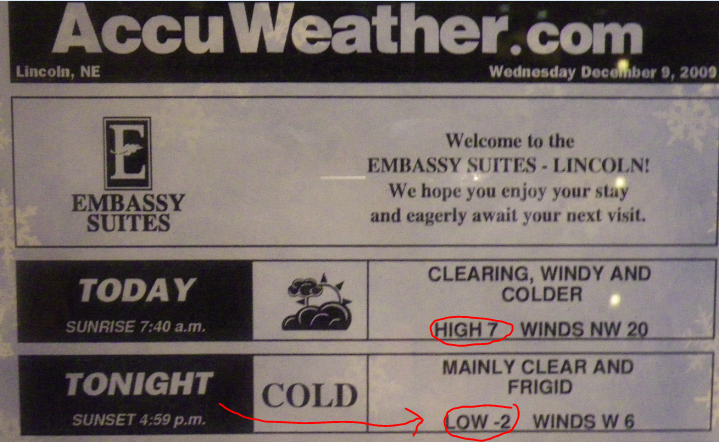 AccuWeather.com
Lincoln, NE Wednesday December 9, 2009
E
EMBASSY
SUITES
Welcome to the
EMBASSY SUITES - LINCOLN!
We hope you enjoy your stay
and eagerly await your next visit.
TODAY
SUNRISE 7:40 a.m.
CLEARING, WINDY AND
COLDER
HIGH 7 WINDS NW 20
TONIGHT
SUNSET 4:59 p.m.
COLD
MAINLY CLEAR AND
FRIGID
LOW -2 WINDS W 6